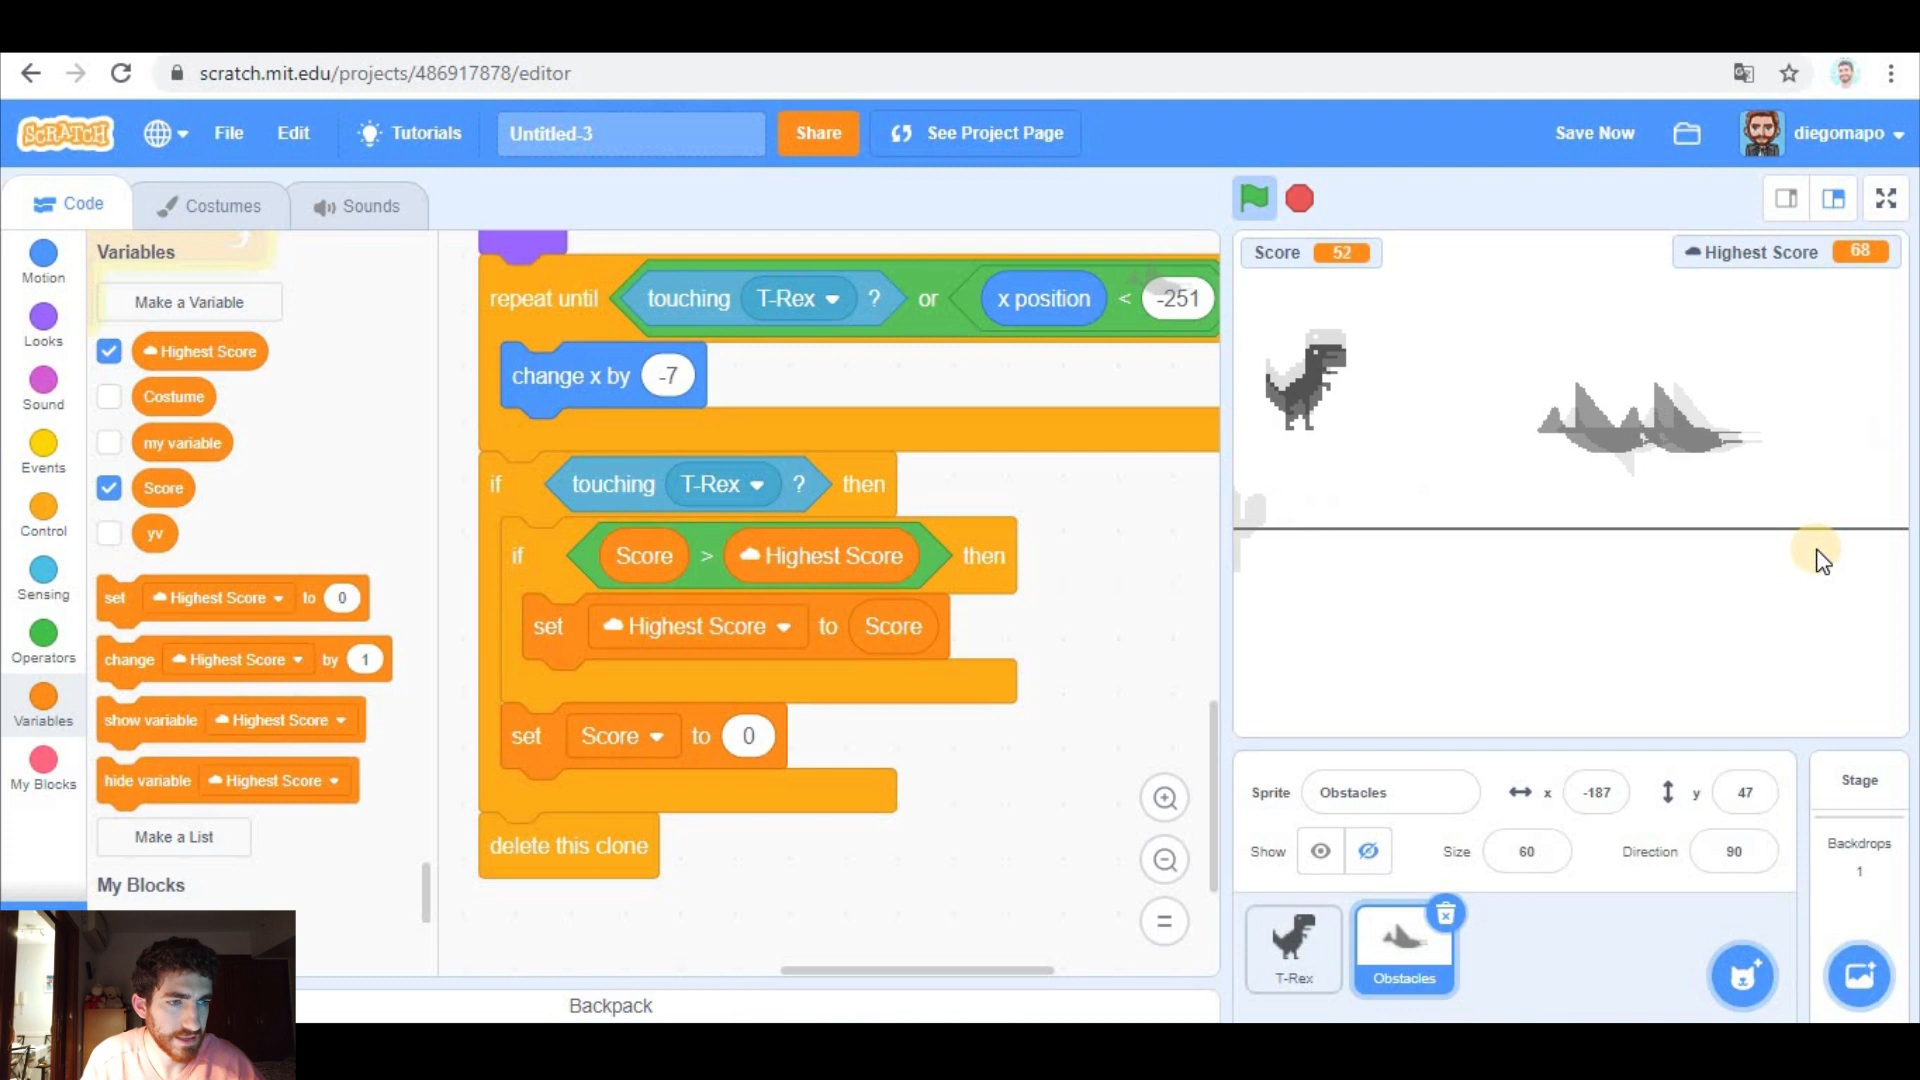 scratch.mit.edu/projects/486917878/editor
SCRATCH File Edit Tutorials Untitled-3 Share See Project Page Save Now diegomapo
Code Costumes Sounds
Motion
Looks
Sound
Events
Control
Sensing
Operators
Variables
My Blocks
Variables
Make a Variable
Highest Score
Costume
my variable
Score
yv
set Highest Score to 0
change Highest Score by 1
show variable Highest Score
hide variable Highest Score
Make a List
My Blocks
repeat until touching T-Rex ? or x position < -251
change x by -7
if touching T-Rex ? then
if Score > Highest Score then
set Highest Score to Score
set Score to 0
delete this clone
=
Backpack
Score 52
Highest Score 68
Sprite Obstacles x -187 y 47
Show Size 60 Direction 90
T-Rex
Obstacles
Stage
Backdrops
1